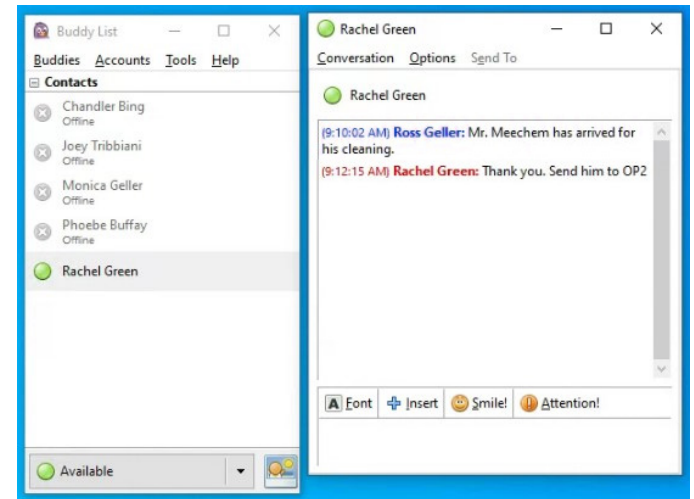 Buddy List
Buddies Accounts Tools Help
Contacts
Chandler Bing
Offline
Joey Tribbiani
Offline
Monica Geller
Offline
Phoebe Buffay
Offline
Rachel Green
Available
Rachel Green
Conversation Options Send To
Rachel Green
(9:10:02 AM) Ross Geller: Mr. Meechem has arrived for
his cleaning.
(9:12:15 AM) Rachel Green: Thank you. Send him to OP2
A Font Insert Smile! Attention!